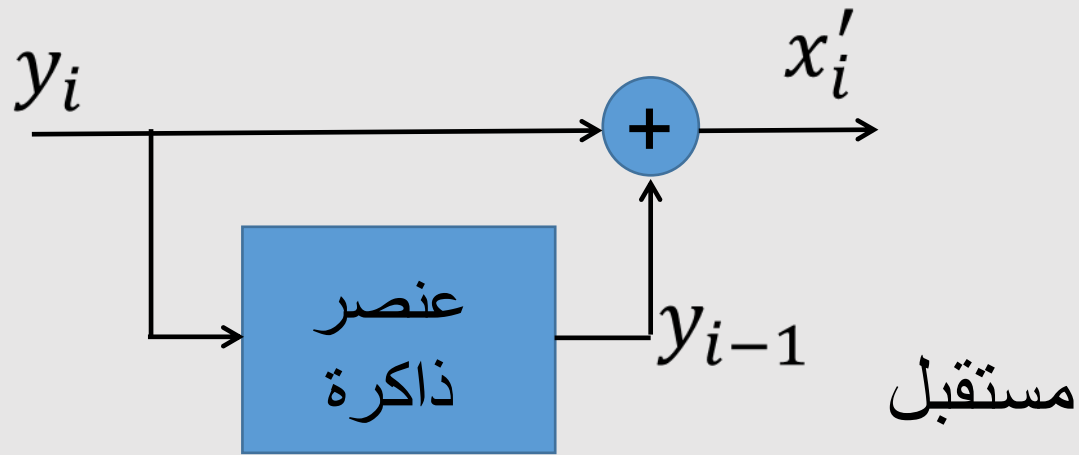 y_i
x'_i
+
عنصر
ذاكرة
y_{i-1}
مستقبل